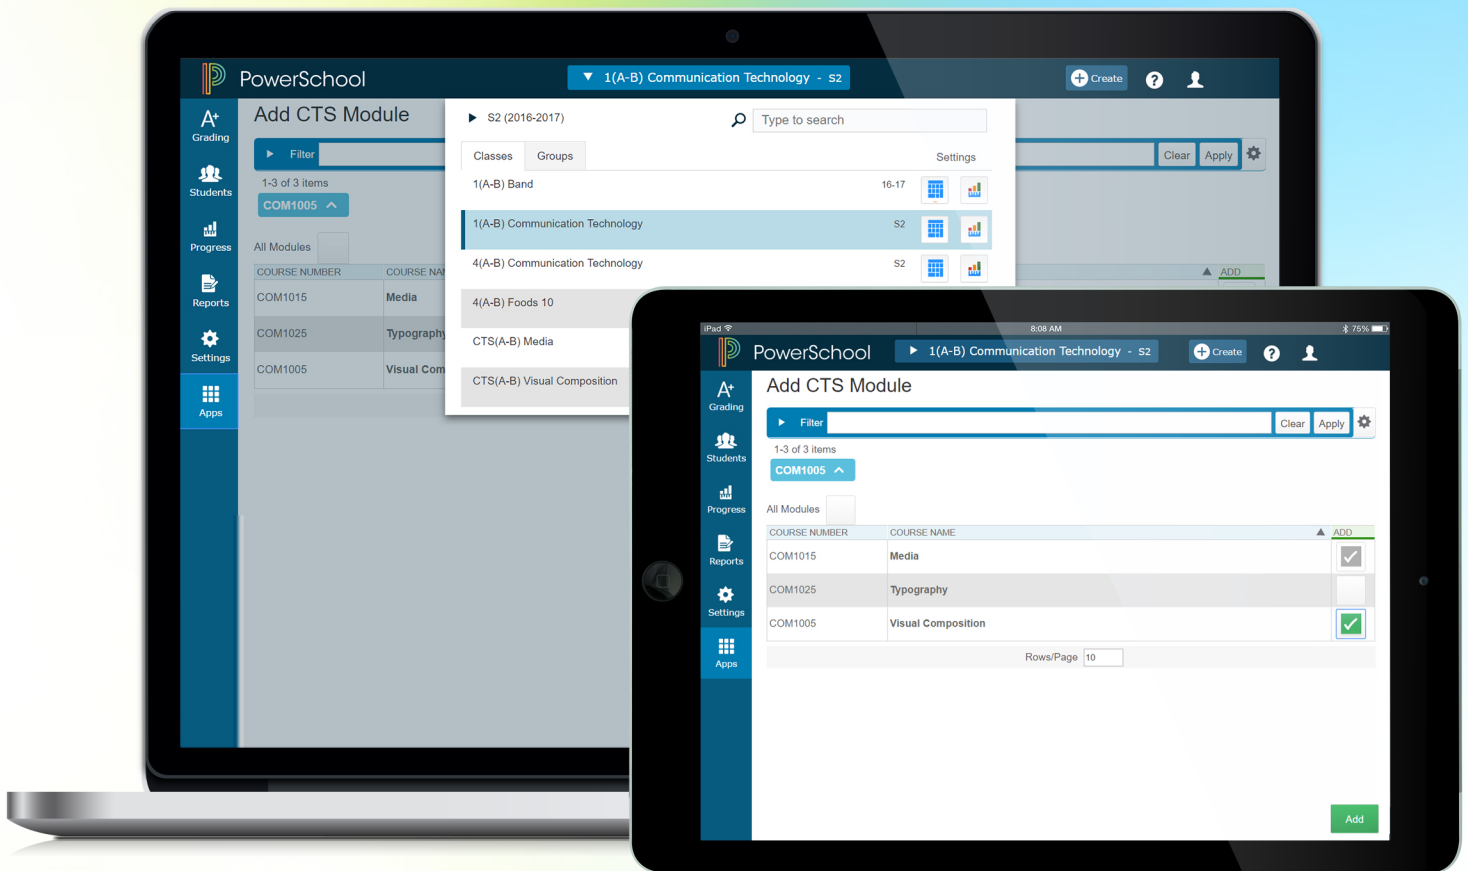 PowerSchool
1(A-B) Communication Technology - S2
Create
?
A+
Grading
Students
Progress
Reports
Settings
Apps
Add CTS Module
Filter
Clear
Apply
1-3 of 3 items
COM1005
All Modules
COURSE NUMBER COURSE NA
ADD
COM1015 Media
COM1025 Typography
COM1005 Visual Com
S2 (2016-2017)
Type to search
Classes Groups
Settings
1(A-B) Band 16-17
1(A-B) Communication Technology S2
4(A-B) Communication Technology S2
4(A-B) Foods 10
CTS(A-B) Media
CTS(A-B) Visual Composition
iPad 8:08 AM 75%
PowerSchool
1(A-B) Communication Technology - S2
Create
?
A+
Grading
Students
Progress
Reports
Settings
Apps
Add CTS Module
Filter
Clear
Apply
1-3 of 3 items
COM1005
All Modules
COURSE NUMBER COURSE NAME ADD
COM1015 Media
COM1025 Typography
COM1005 Visual Composition
Rows/Page 10
Add